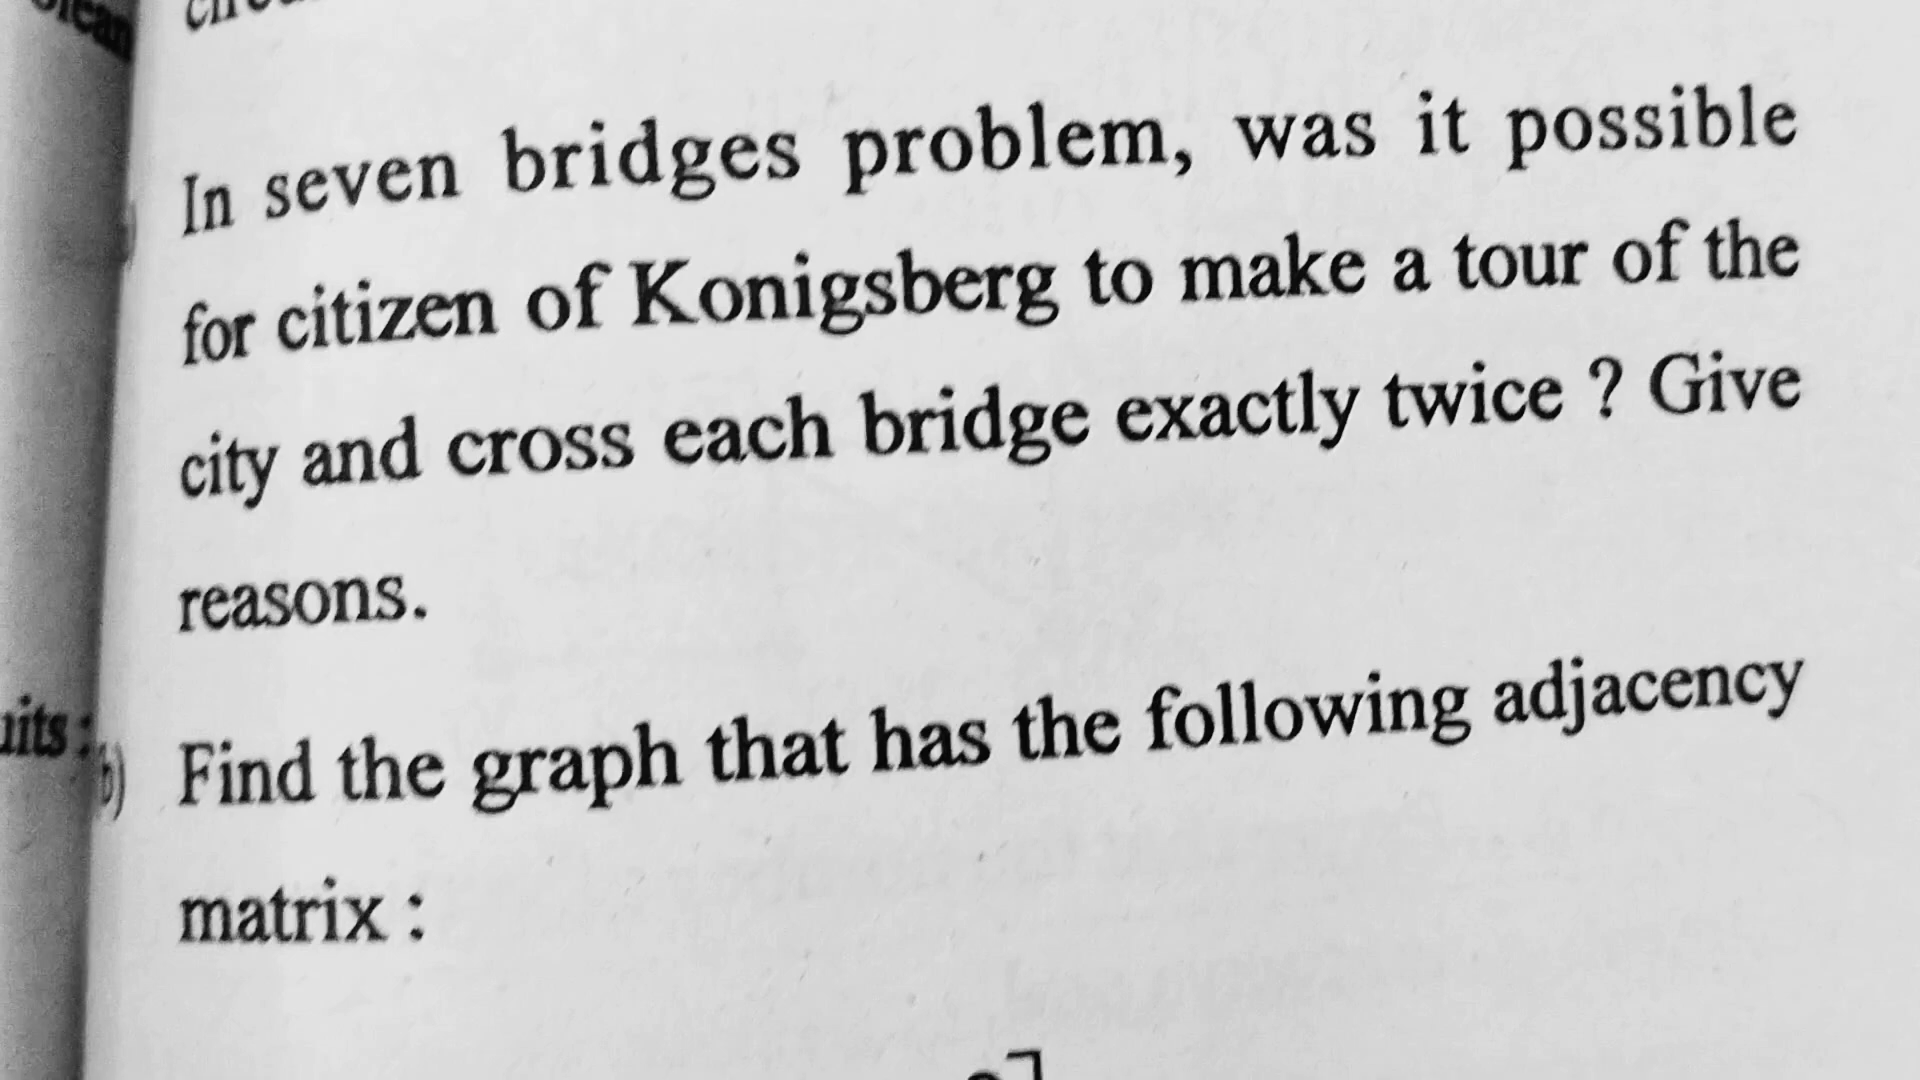 In seven bridges problem, was it possible
for citizen of Konigsberg to make a tour of the
city and cross each bridge exactly twice ? Give
reasons.
uits :
b) Find the graph that has the following adjacency
matrix :